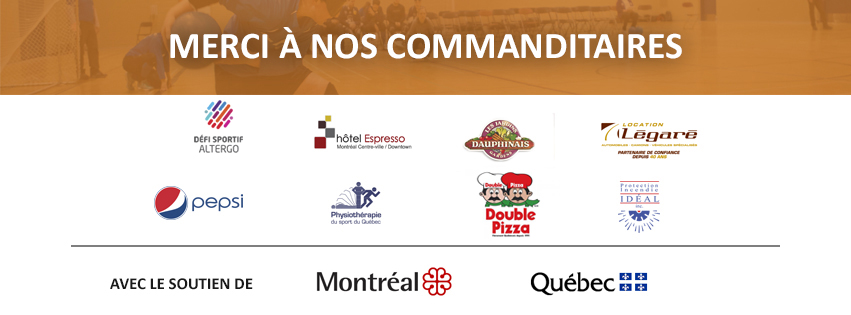 MERCI À NOS COMMANDITAIRES
DÉFI SPORTIF
ALTERGO
hôtel Espresso
Montréal Centre-ville / Downtown
LES JARDINS
DAUPHINAIS
GARDENS
LOCATION
Légaré
AUTOMOBILES - CAMIONS - VÉHICULES SPÉCIALISÉS
PARTENAIRE DE CONFIANCE
DEPUIS 40 ANS
pepsi
Physiothérapie
du sport du Québec
Double Pizza
Double
Pizza
Protection
Incendie
IDÉAL
inc.
AVEC LE SOUTIEN DE
Montréal
Québec